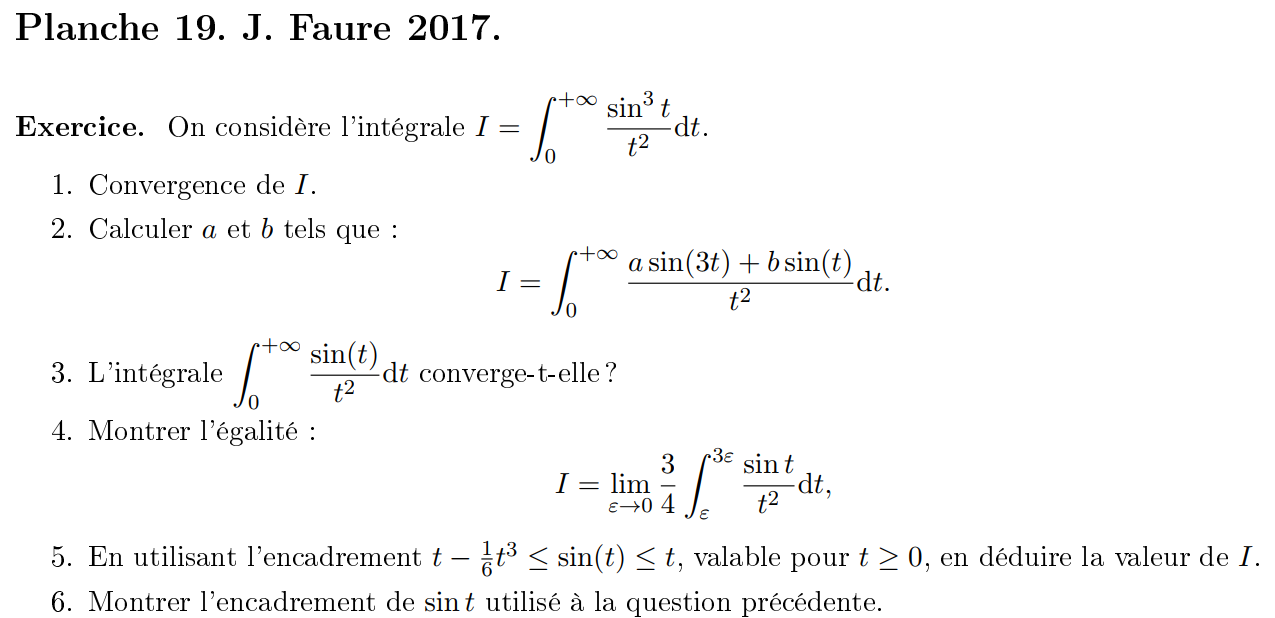 Planche 19. J. Faure 2017.
Exercice. On considère l'intégrale $I = \int_0^{+\infty} \frac{\sin^3 t}{t^2} \mathrm{d}t.$
1. Convergence de $I$.
2. Calculer $a$ et $b$ tels que :
$I = \int_0^{+\infty} \frac{a \sin(3t) + b \sin(t)}{t^2} \mathrm{d}t.$
3. L'intégrale $\int_0^{+\infty} \frac{\sin(t)}{t^2} \mathrm{d}t$ converge-t-elle ?
4. Montrer l'égalité :
$I = \lim_{\varepsilon \to 0} \frac{3}{4} \int_{\varepsilon}^{3\varepsilon} \frac{\sin t}{t^2} \mathrm{d}t,$
5. En utilisant l'encadrement $t - \frac{1}{6}t^3 \leq \sin(t) \leq t$, valable pour $t \geq 0$, en déduire la valeur de $I$.
6. Montrer l'encadrement de $\sin t$ utilisé à la question précédente.